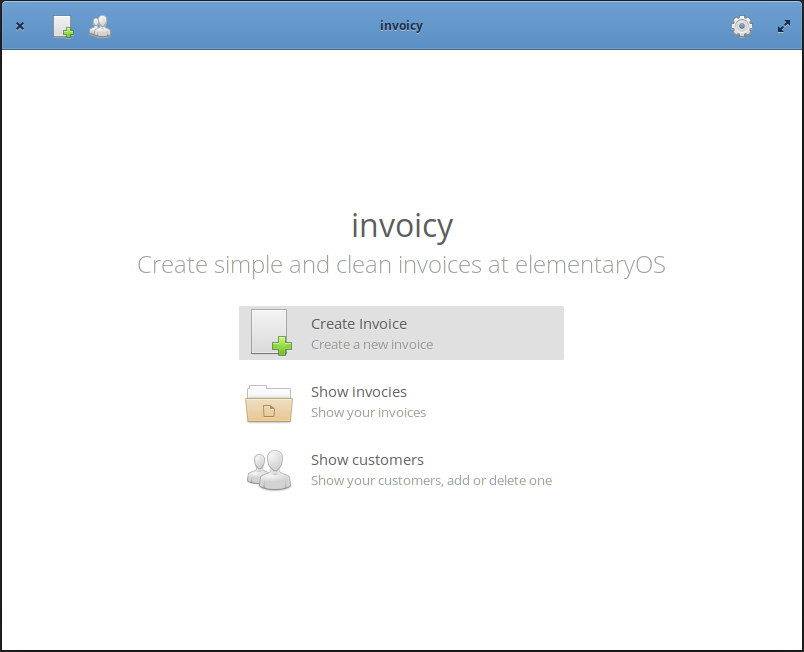 invoicy
invoicy
Create simple and clean invoices at elementaryOS
Create Invoice
Create a new invoice
Show invocies
Show your invoices
Show customers
Show your customers, add or delete one